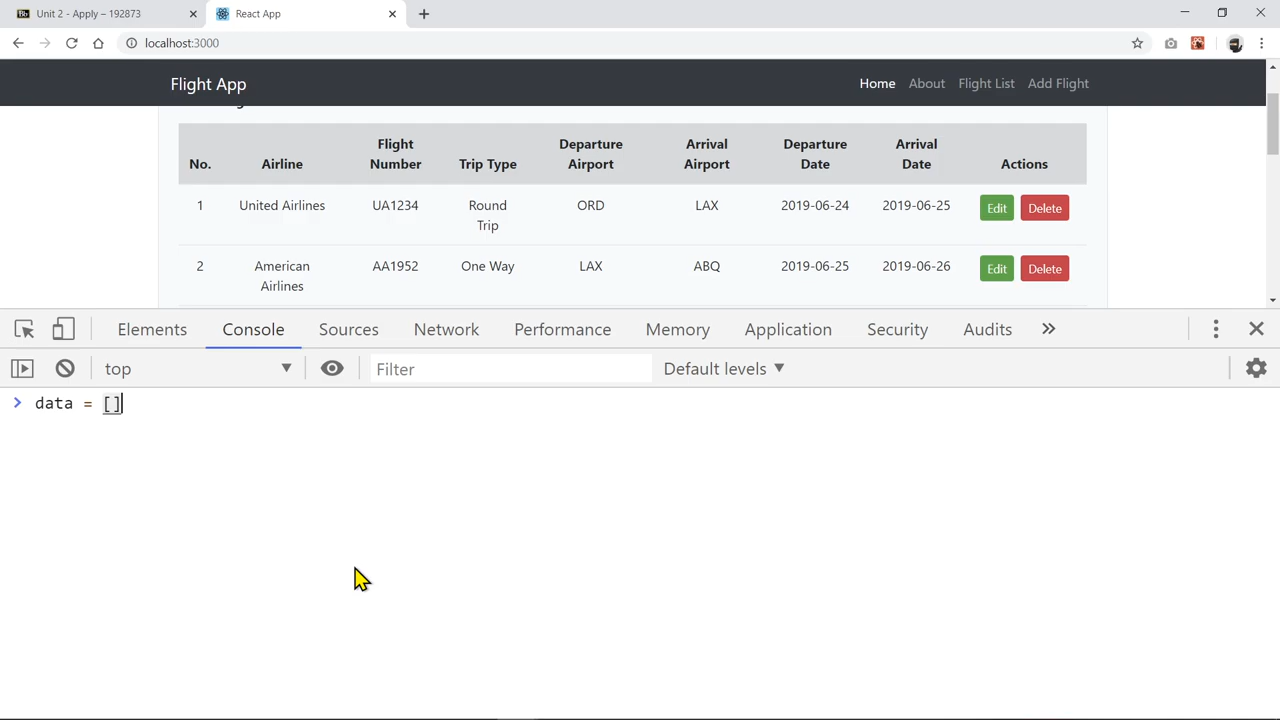 Unit 2 - Apply – 192873
React App
localhost:3000
Flight App
Home About Flight List Add Flight
No. Airline Flight Number Trip Type Departure Airport Arrival Airport Departure Date Arrival Date Actions
1 United Airlines UA1234 Round Trip ORD LAX 2019-06-24 2019-06-25 Edit Delete
2 American Airlines AA1952 One Way LAX ABQ 2019-06-25 2019-06-26 Edit Delete
Elements Console Sources Network Performance Memory Application Security Audits »
top Filter Default levels
> data = []